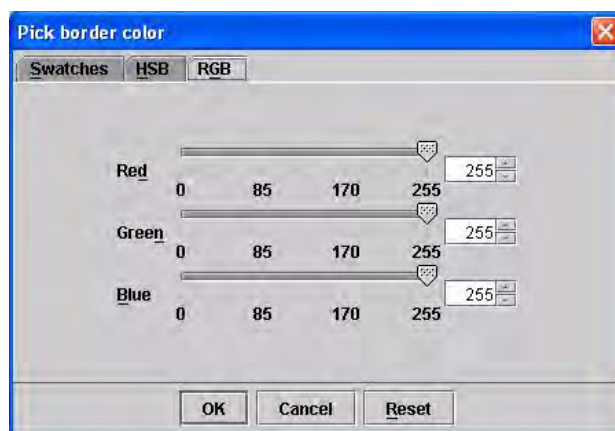 Pick border color
Swatches HSB RGB
Red 255
0 85 170 255
Green 255
0 85 170 255
Blue 255
0 85 170 255
OK Cancel Reset